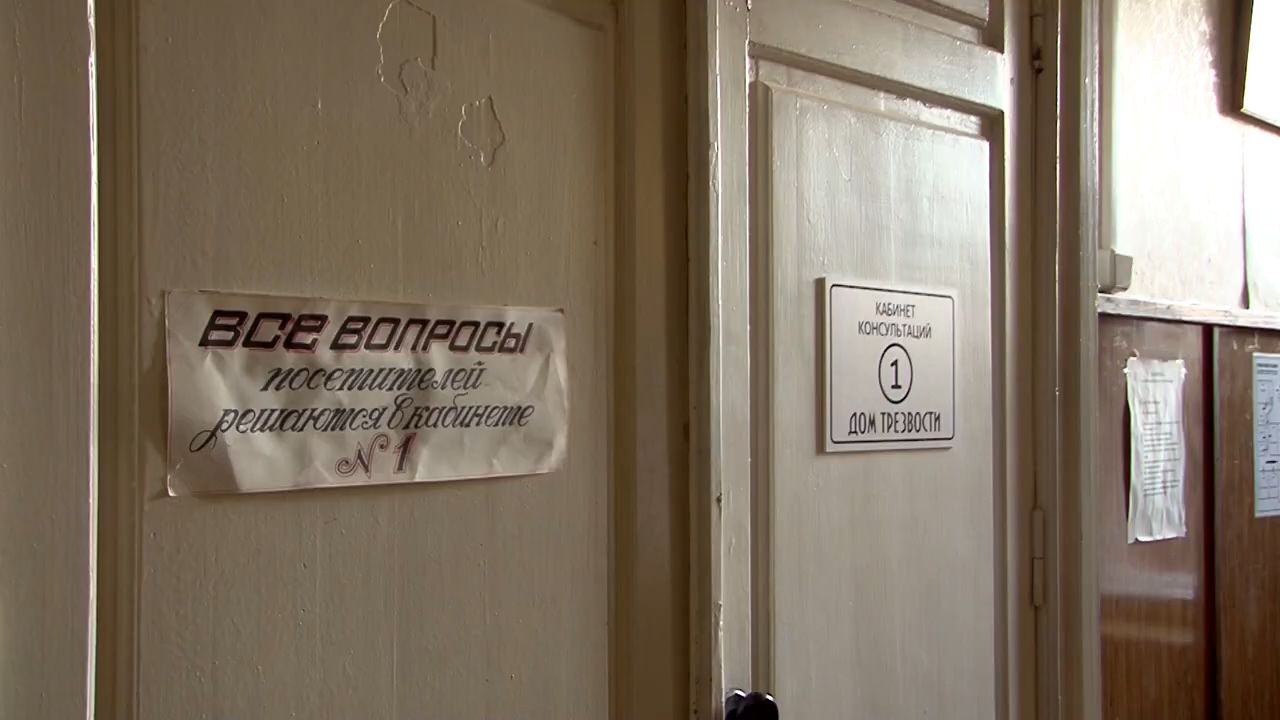 ВСЕ ВОПРОСЫ
посетителей
решаются в кабинете
№ 1
КАБИНЕТ
КОНСУЛЬТАЦИЙ
1
ДОМ ТРЕЗВОСТИ